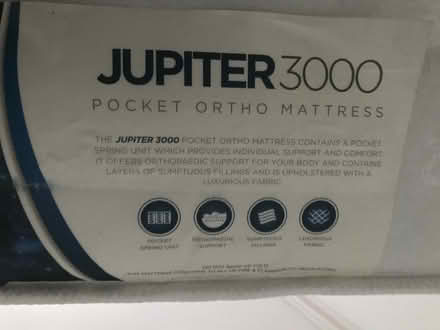 JUPITER3000
POCKET ORTHO MATTRESS
THE JUPITER 3000 POCKET ORTHO MATTRESS CONTAINS A POCKET
SPRING UNIT WHICH PROVIDES INDIVIDUAL SUPPORT AND COMFORT.
IT OFFERS ORTHOPAEDIC SUPPORT FOR YOUR BODY AND CONTAINS
LAYERS OF SUMPTUOUS FILLINGS AND IS UPHOLSTERED WITH A
LUXURIOUS FABRIC
POCKET SPRING UNIT
ORTHOPAEDIC SUPPORT
SUMPTUOUS FILLINGS
LUXURIOUS FABRIC